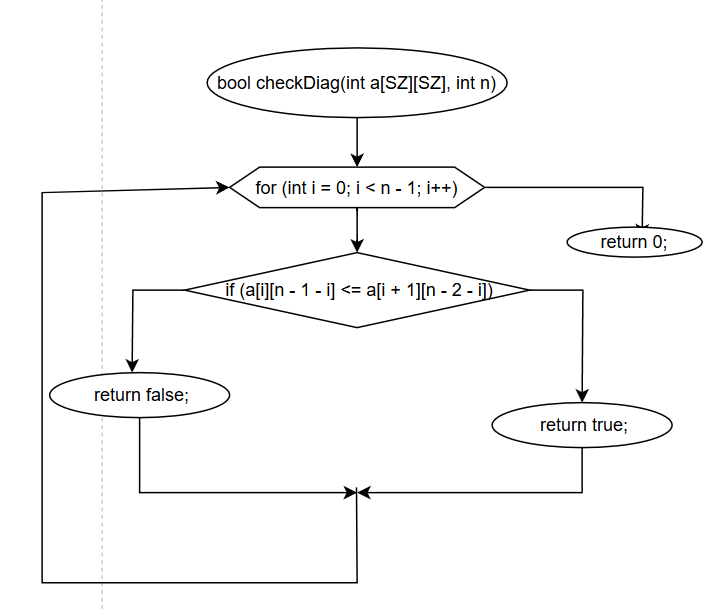 bool checkDiag(int a[SZ][SZ], int n)
for (int i = 0; i < n - 1; i++)
return 0;
if (a[i][n - 1 - i] <= a[i + 1][n - 2 - i])
return false;
return true;